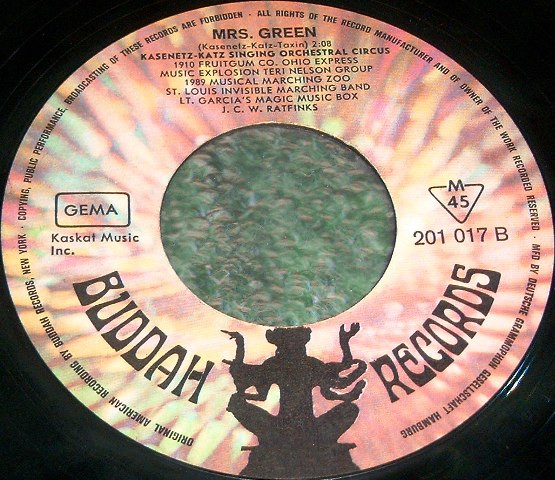 MRS. GREEN
(Kasenetz-Kalz-Toxin) 2:08
KASENETZ-KATZ SINGING ORCHESTRAL CIRCUS
1910 FRUITGUM CO. OHIO EXPRESS
MUSIC EXPLOSION TERI NELSON GROUP
1989 MUSICAL MARCHING ZOO
ST. LOUIS INVISIBLE MARCHING BAND
LT. GARCIA'S MAGIC MUSIC BOX
J. C. W. RATFINKS
GEMA
Kaskat Music
Inc.
M
45
201 017 B
BUDDAH RECORDS
ORIGINAL AMERICAN RECORDING BY BUDDAH RECORDS, NEW YORK · COPYING, PUBLIC PERFORMANCE, BROADCASTING OF THESE RECORDS ARE FORBIDDEN · ALL RIGHTS OF THE RECORD MANUFACTURER AND OF OWNER OF THE WORK RECORDED RESERVED · MFD BY DEUTSCHE GRAMMOPHON GESELLSCHAFT HAMBURG